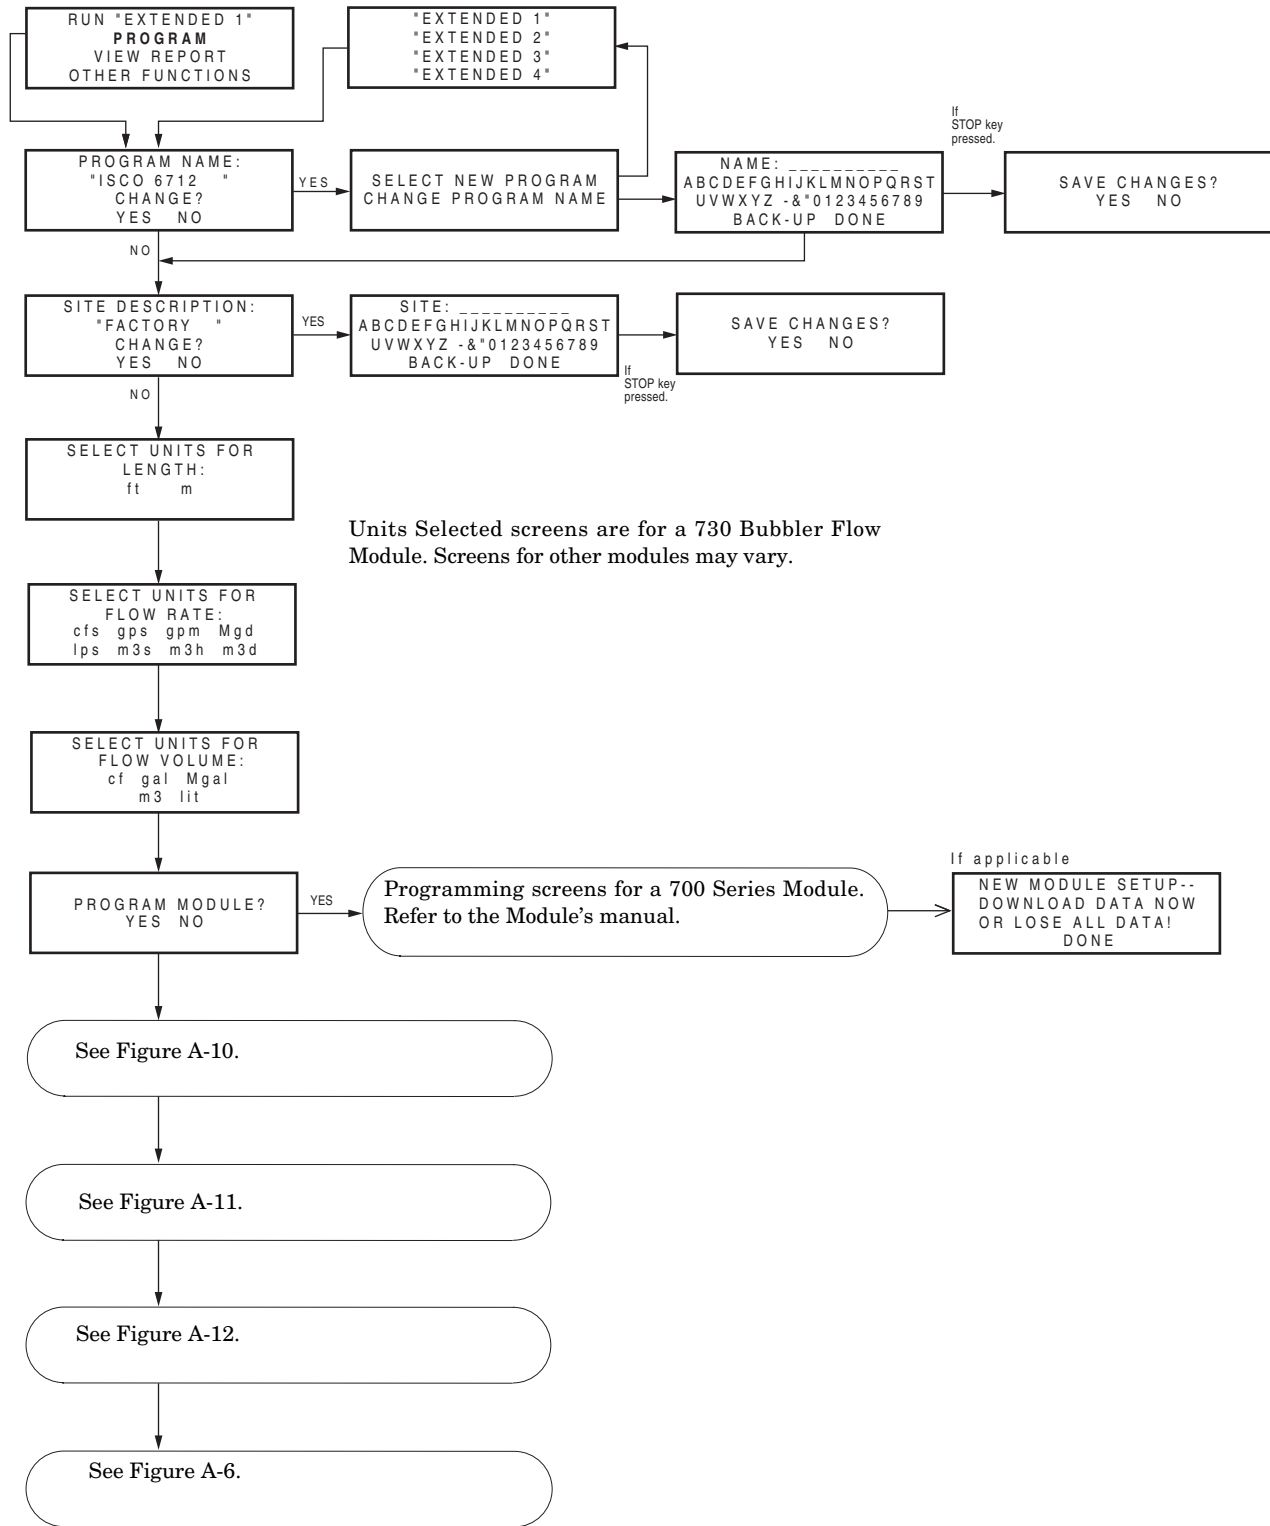 RUN "EXTENDED 1"
PROGRAM
VIEW REPORT
OTHER FUNCTIONS
"EXTENDED 1"
"EXTENDED 2"
"EXTENDED 3"
"EXTENDED 4"
PROGRAM NAME:
"ISCO 6712 "
CHANGE?
YES NO
YES
SELECT NEW PROGRAM
CHANGE PROGRAM NAME
NAME: _ _ _ _ _ _ _ _ _ _
ABCDEFGHIJKLMNOPQRST
UVWXYZ -&"0123456789
BACK-UP DONE
If
STOP key
pressed.
SAVE CHANGES?
YES NO
NO
SITE DESCRIPTION:
"FACTORY "
CHANGE?
YES NO
YES
SITE: _ _ _ _ _ _ _ _ _ _
ABCDEFGHIJKLMNOPQRST
UVWXYZ -&"0123456789
BACK-UP DONE
If
STOP key
pressed.
SAVE CHANGES?
YES NO
NO
SELECT UNITS FOR
LENGTH:
ft m
Units Selected screens are for a 730 Bubbler Flow
Module. Screens for other modules may vary.
SELECT UNITS FOR
FLOW RATE:
cfs gps gpm Mgd
lps m3s m3h m3d
SELECT UNITS FOR
FLOW VOLUME:
cf gal Mgal
m3 lit
PROGRAM MODULE?
YES NO
YES
Programming screens for a 700 Series Module.
Refer to the Module's manual.
If applicable
NEW MODULE SETUP--
DOWNLOAD DATA NOW
OR LOSE ALL DATA!
DONE
See Figure A-10.
See Figure A-11.
See Figure A-12.
See Figure A-6.